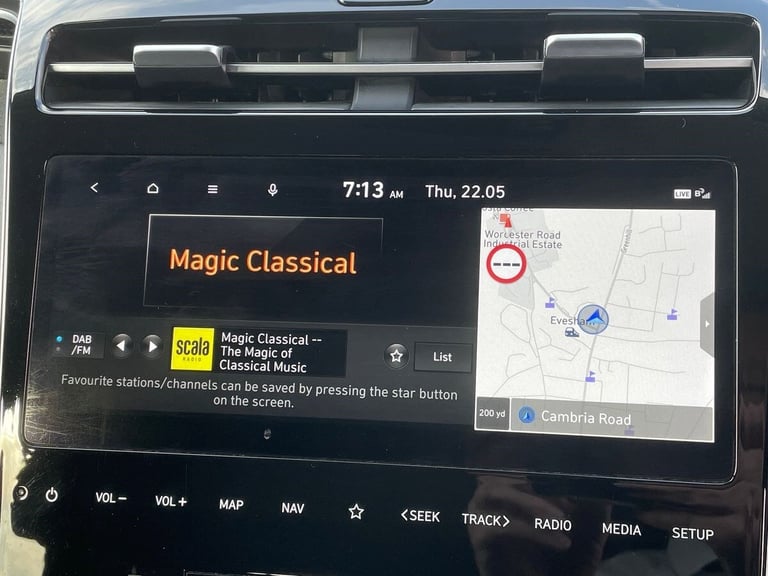 7:13 AM Thu, 22.05
LIVE
Magic Classical
DAB
/FM
scala
RADIO
Magic Classical --
The Magic of
Classical Music
List
Favourite stations/channels can be saved by pressing the star button
on the screen.
Costa Coffee
Worcester Road
Industrial Estate
---
Evesham
200 yd
Cambria Road
VOL-
VOL+
MAP
NAV
<SEEK
TRACK>
RADIO
MEDIA
SETUP